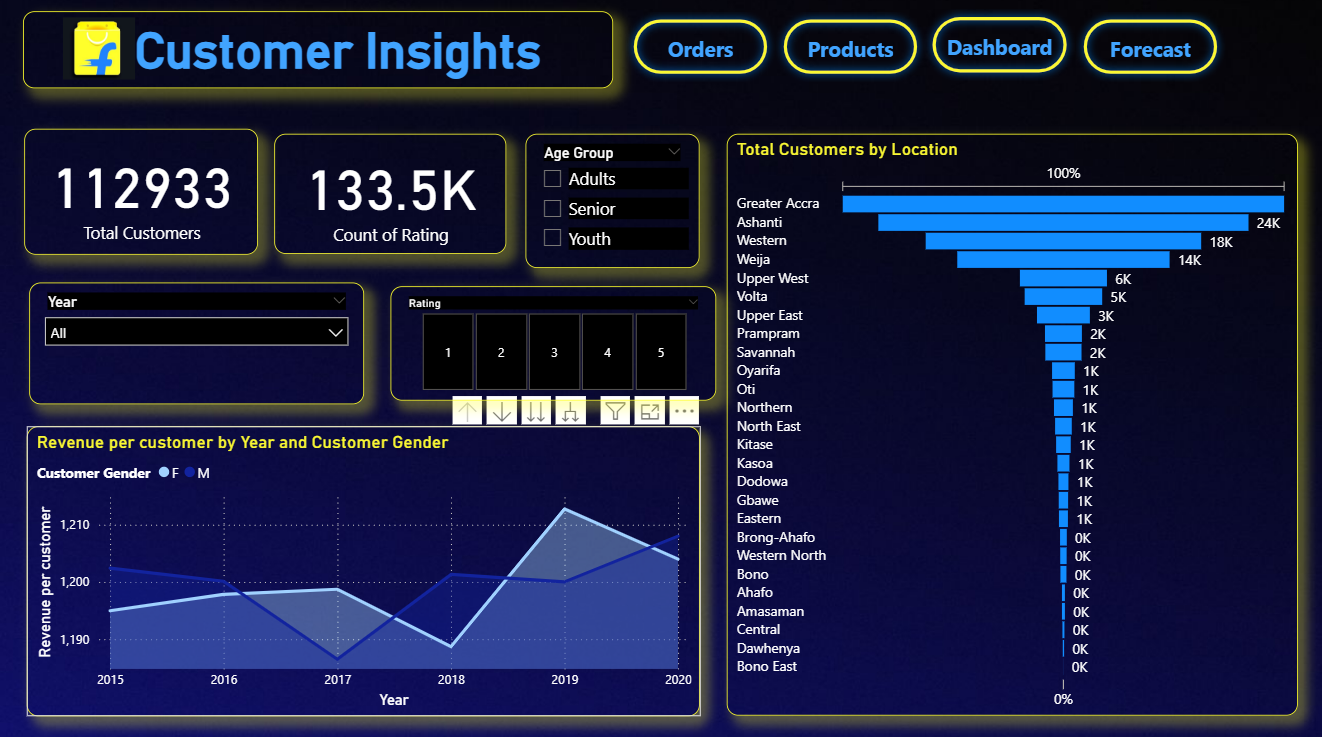 Customer Insights
Orders
Products
Dashboard
Forecast
112933
Total Customers
133.5K
Count of Rating
Age Group
Adults
Senior
Youth
Year
All
Rating
1 2 3 4 5
Revenue per customer by Year and Customer Gender
Customer Gender F M
Revenue per customer
1,210
1,200
1,190
2015 2016 2017 2018 2019 2020
Year
Total Customers by Location
100%
Greater Accra
Ashanti 24K
Western 18K
Weija 14K
Upper West 6K
Volta 5K
Upper East 3K
Prampram 2K
Savannah 2K
Oyarifa 1K
Oti 1K
Northern 1K
North East 1K
Kitase 1K
Kasoa 1K
Dodowa 1K
Gbawe 1K
Eastern 1K
Brong-Ahafo 0K
Western North 0K
Bono 0K
Ahafo 0K
Amasaman 0K
Central 0K
Dawhenya 0K
Bono East 0K
0%